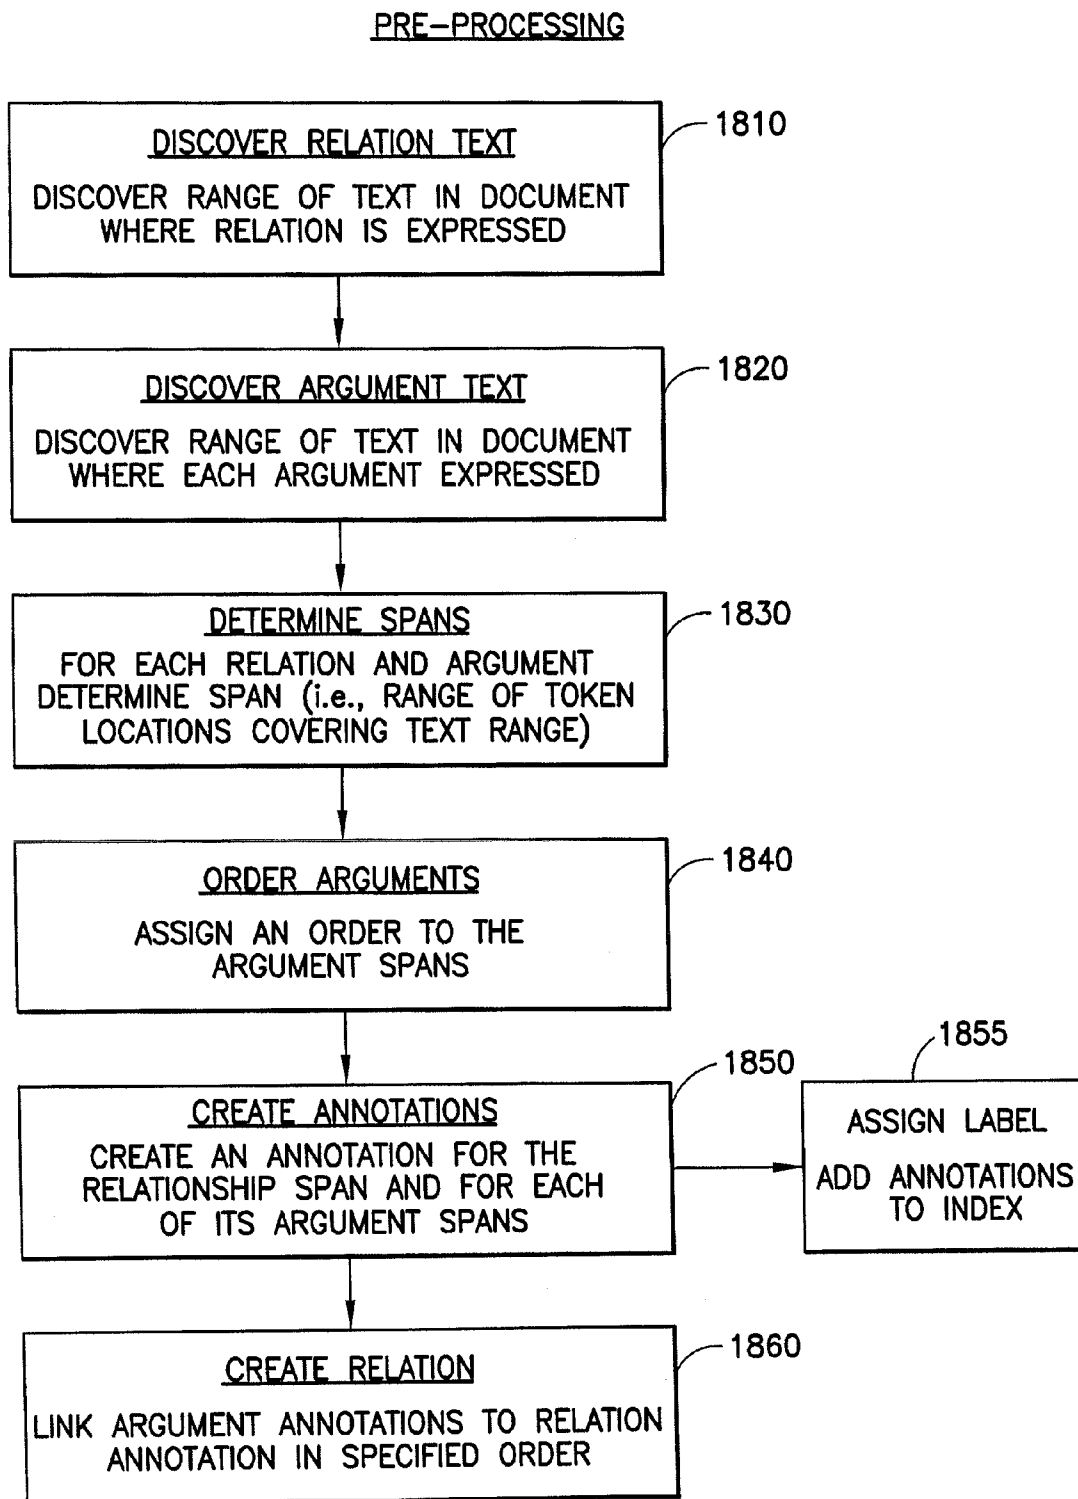 PRE-PROCESSING
1810
DISCOVER RELATION TEXT
DISCOVER RANGE OF TEXT IN DOCUMENT
WHERE RELATION IS EXPRESSED
1820
DISCOVER ARGUMENT TEXT
DISCOVER RANGE OF TEXT IN DOCUMENT
WHERE EACH ARGUMENT EXPRESSED
1830
DETERMINE SPANS
FOR EACH RELATION AND ARGUMENT
DETERMINE SPAN (i.e., RANGE OF TOKEN
LOCATIONS COVERING TEXT RANGE)
1840
ORDER ARGUMENTS
ASSIGN AN ORDER TO THE
ARGUMENT SPANS
1850
CREATE ANNOTATIONS
CREATE AN ANNOTATION FOR THE
RELATIONSHIP SPAN AND FOR EACH
OF ITS ARGUMENT SPANS
1855
ASSIGN LABEL
ADD ANNOTATIONS
TO INDEX
1860
CREATE RELATION
LINK ARGUMENT ANNOTATIONS TO RELATION
ANNOTATION IN SPECIFIED ORDER